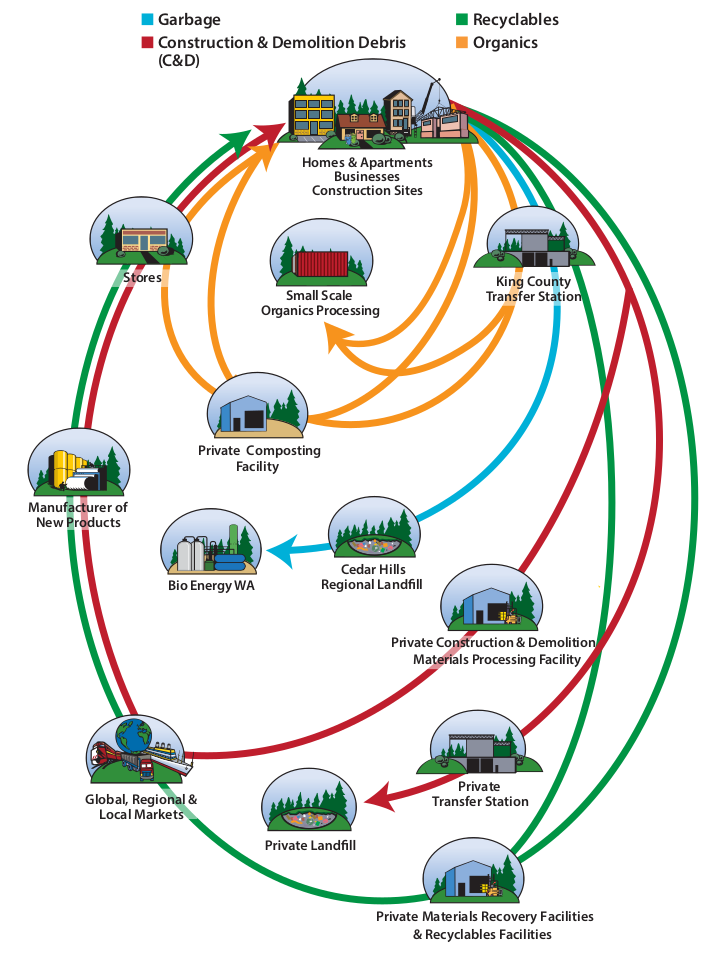 Garbage
Recyclables
Construction & Demolition Debris
(C&D)
Organics
Homes & Apartments
Businesses
Construction Sites
Stores
Small Scale
Organics Processing
King County
Transfer Station
Private Composting
Facility
Manufacturer of
New Products
Bio Energy WA
Cedar Hills
Regional Landfill
Private Construction & Demolition
Materials Processing Facility
Global, Regional &
Local Markets
Private
Transfer Station
Private Landfill
Private Materials Recovery Facilities
& Recyclables Facilities